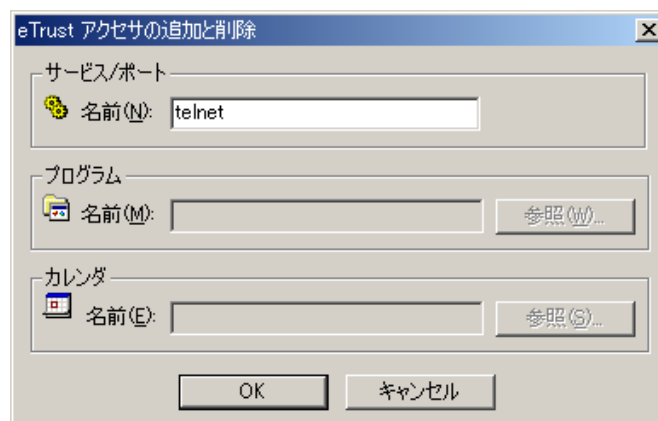 eTrust アクセサの追加と削除
サービス/ポート
名前(N): telnet
プログラム
名前(M):
参照(W)...
カレンダ
名前(E):
参照(S)...
OK キャンセル